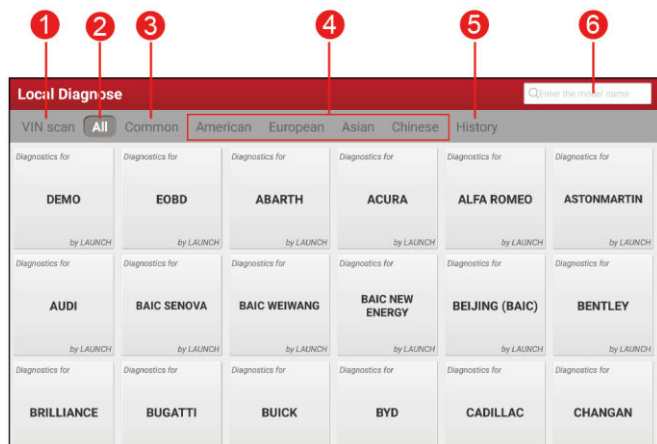 1 2 3 4 5 6
Local Diagnose
Enter the model name
VIN scan All Common American European Asian Chinese History
Diagnostics for Diagnostics for Diagnostics for Diagnostics for Diagnostics for Diagnostics for
DEMO EOBD ABARTH ACURA ALFA ROMEO ASTONMARTIN
by LAUNCH by LAUNCH by LAUNCH by LAUNCH by LAUNCH by LAUNCH
Diagnostics for Diagnostics for Diagnostics for Diagnostics for Diagnostics for Diagnostics for
AUDI BAIC SENOVA BAIC WEIWANG BAIC NEW ENERGY BEIJING (BAIC) BENTLEY
by LAUNCH by LAUNCH by LAUNCH by LAUNCH by LAUNCH by LAUNCH
Diagnostics for Diagnostics for Diagnostics for Diagnostics for Diagnostics for Diagnostics for
BRILLIANCE BUGATTI BUICK BYD CADILLAC CHANGAN